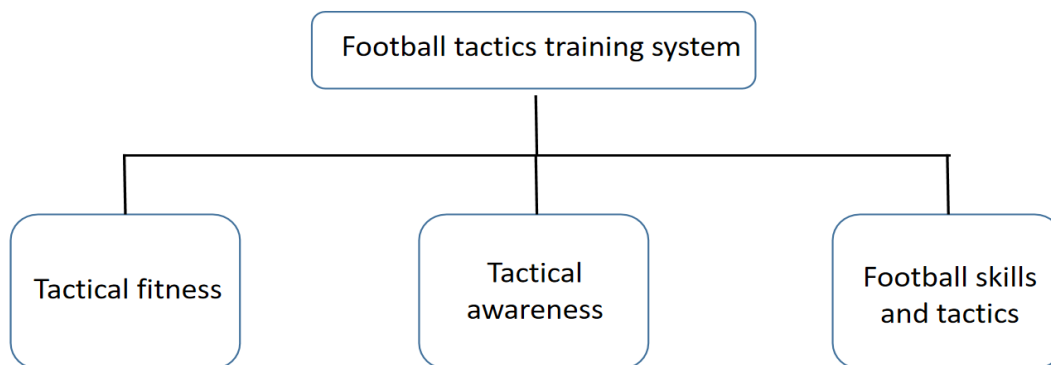 Football tactics training system
Tactical fitness
Tactical
awareness
Football skills
and tactics